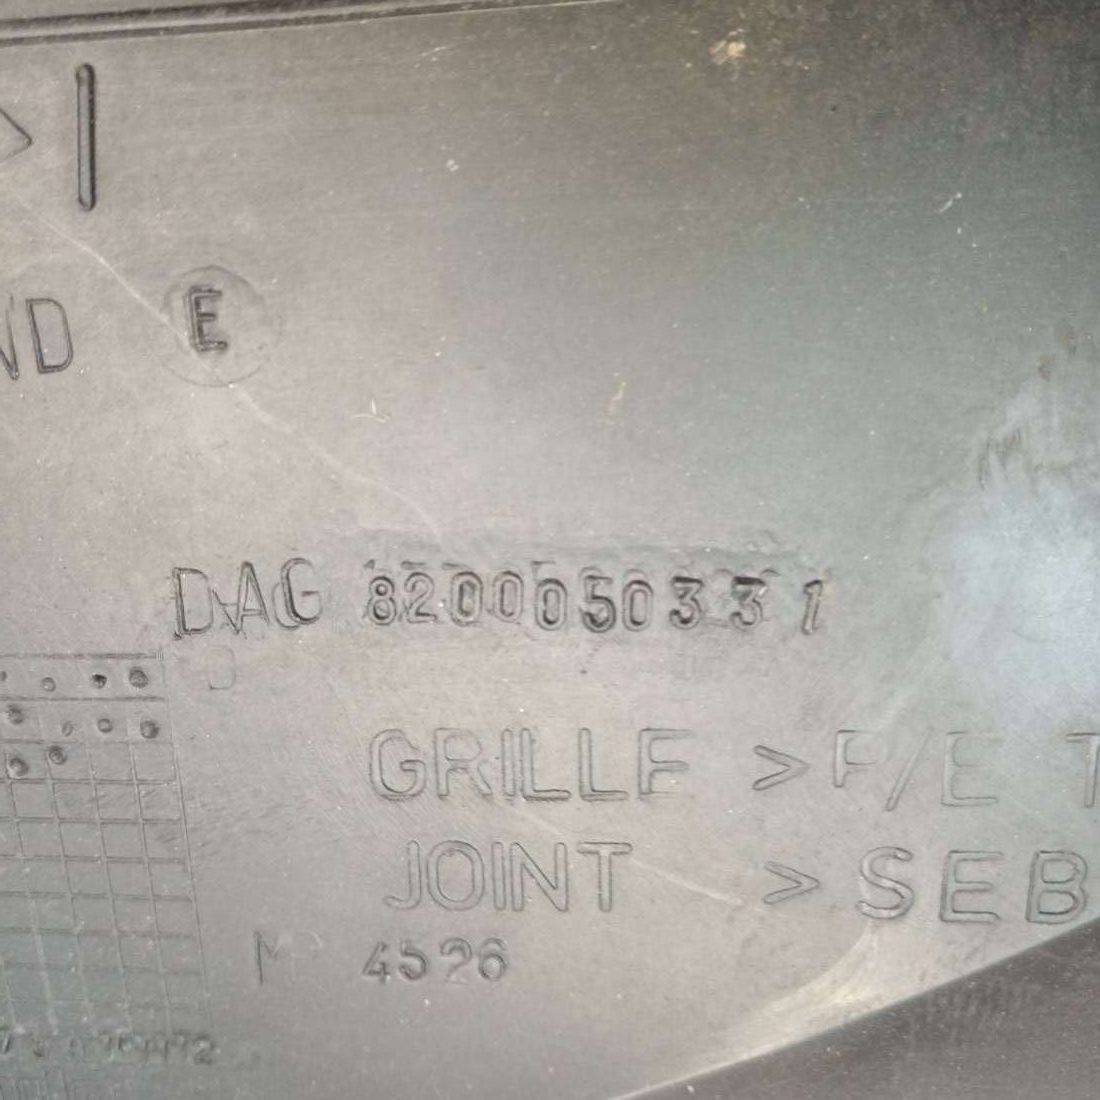 > |
ND E
DAG 8200050331
GRILLE >P/E T
JOINT >SEB
4526